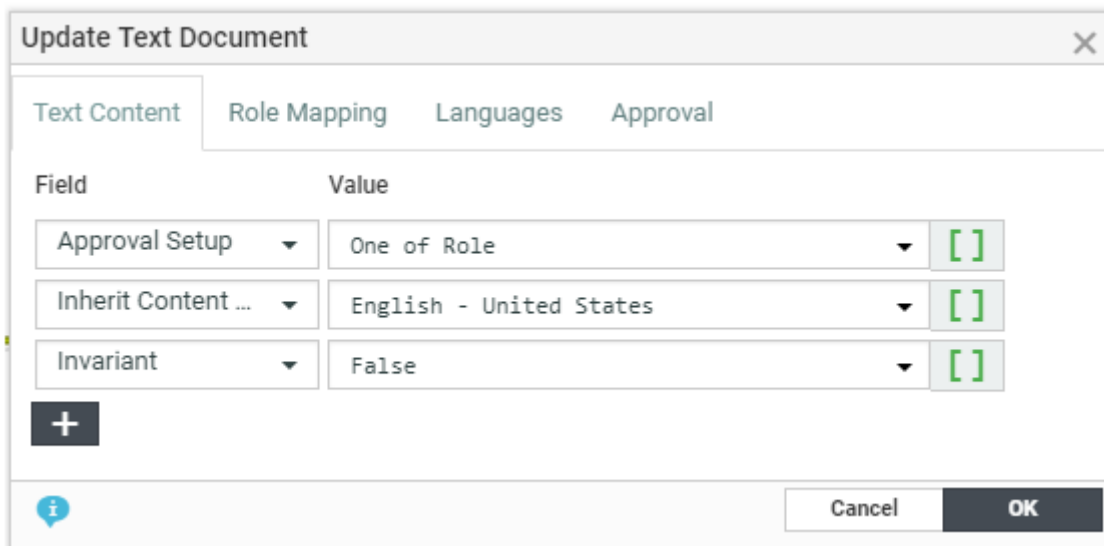 Update Text Document
Text Content Role Mapping Languages Approval
Field Value
Approval Setup One of Role []
Inherit Content ... English - United States []
Invariant False []
+
Cancel OK